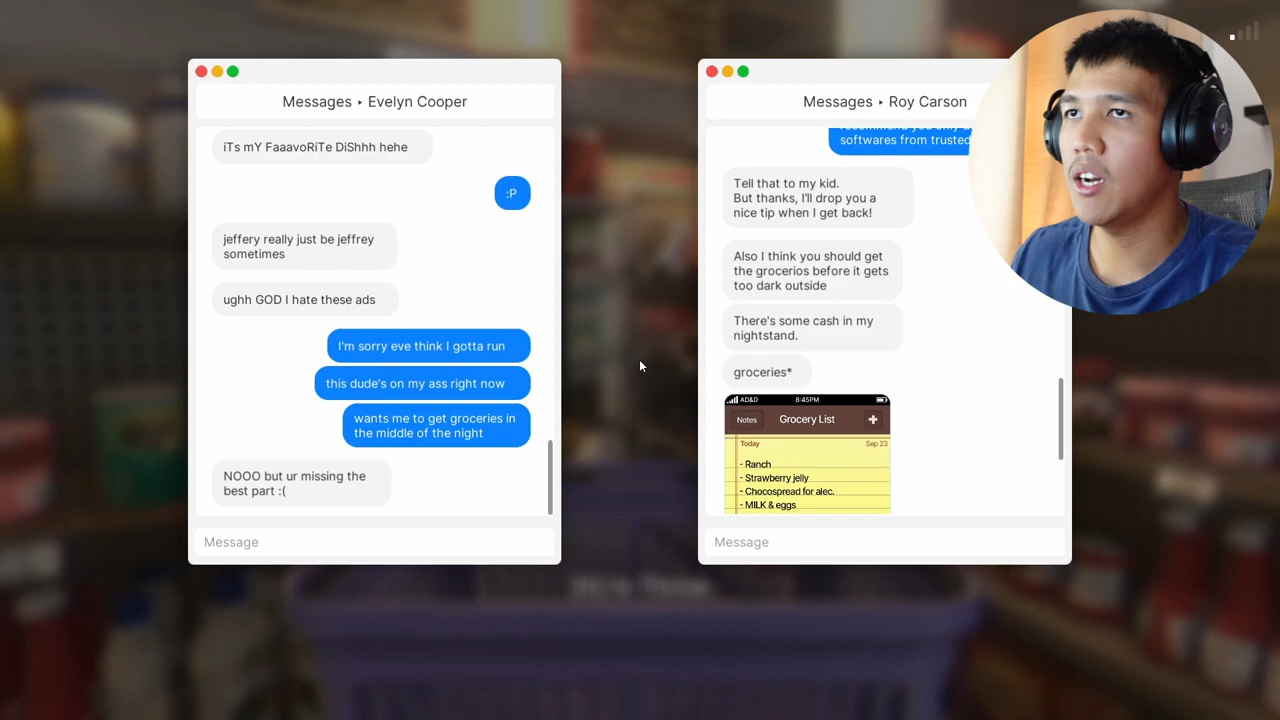 Messages ‣ Evelyn Cooper
iTs mY FaaavoRiTe DiShhh hehe
:P
jeffery really just be jeffrey
sometimes
ughh GOD I hate these ads
I'm sorry eve think I gotta run
this dude's on my ass right now
wants me to get groceries in
the middle of the night
NOOO but ur missing the
best part :(
Message
Messages ‣ Roy Carson
recommend you only
softwares from trusted
Tell that to my kid.
But thanks, I'll drop you a
nice tip when I get back!
Also I think you should get
the grocerios before it gets
too dark outside
There's some cash in my
nightstand.
groceries*
AD&D 8:45PM
Notes Grocery List +
Today Sep 23
- Ranch
- Strawberry jelly
- Chocospread for alec.
- MILK & eggs
Message